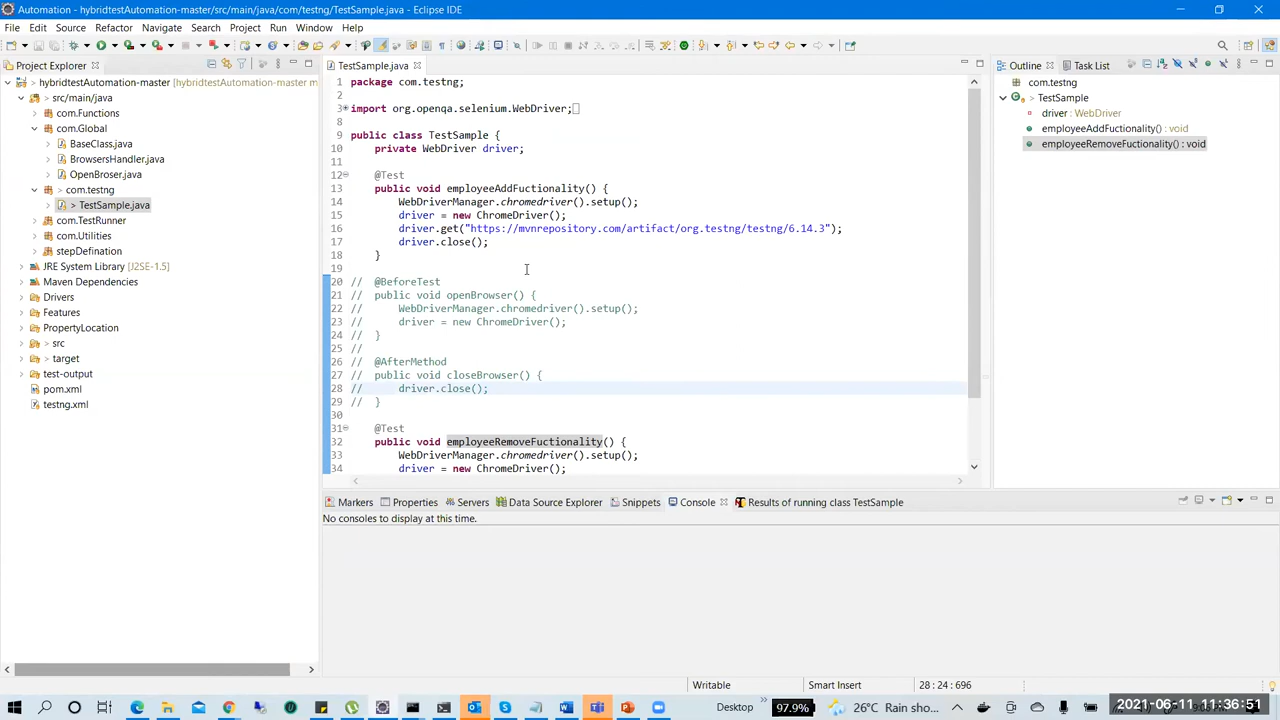 Automation - hybridtestAutomation-master/src/main/java/com/testng/TestSample.java - Eclipse IDE
File Edit Source Refactor Navigate Search Project Run Window Help
Project Explorer
hybridtestAutomation-master [hybridtestAutomation-master m
src/main/java
com.Functions
com.Global
BaseClass.java
BrowsersHandler.java
OpenBroser.java
> com.testng
> TestSample.java
com.TestRunner
com.Utilities
stepDefination
JRE System Library [J2SE-1.5]
Maven Dependencies
Drivers
Features
PropertyLocation
src
> target
test-output
pom.xml
testng.xml
TestSample.java
1 package com.testng;
2
3 import org.openqa.selenium.WebDriver;
8
9 public class TestSample {
10 private WebDriver driver;
11
12 @Test
13 public void employeeAddFuctionality() {
14 WebDriverManager.chromedriver().setup();
15 driver = new ChromeDriver();
16 driver.get("https://mvnrepository.com/artifact/org.testng/testng/6.14.3");
17 driver.close();
18 }
19
20 // @BeforeTest
21 // public void openBrowser() {
22 // WebDriverManager.chromedriver().setup();
23 // driver = new ChromeDriver();
24 // }
25 //
26 // @AfterMethod
27 // public void closeBrowser() {
28 // driver.close();
29 // }
30
31 @Test
32 public void employeeRemoveFuctionality() {
33 WebDriverManager.chromedriver().setup();
34 driver = new ChromeDriver();
Outline Task List
com.testng
> TestSample
driver : WebDriver
employeeAddFuctionality() : void
employeeRemoveFuctionality() : void
Markers Properties Servers Data Source Explorer Snippets Console Results of running class TestSample
No consoles to display at this time.
Writable Smart Insert 28 : 24 : 696
Desktop 97.9% 26°C Rain sho...
2021-06-11 11:36:51